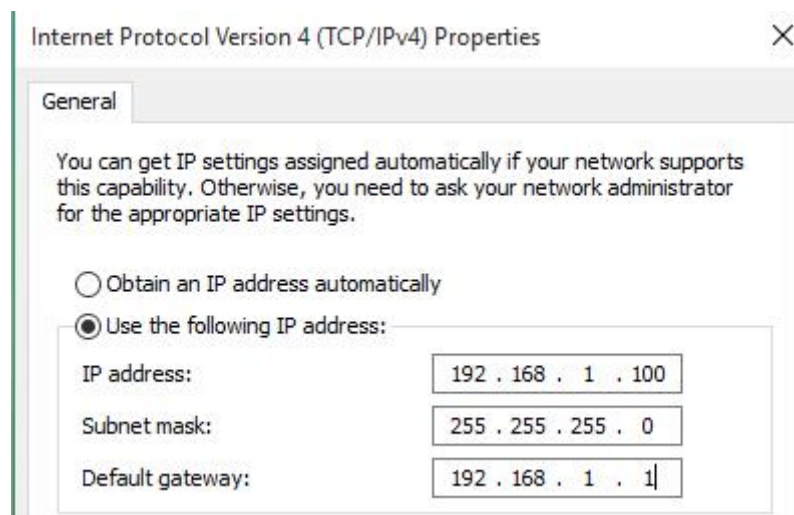 Internet Protocol Version 4 (TCP/IPv4) Properties
General
You can get IP settings assigned automatically if your network supports
this capability. Otherwise, you need to ask your network administrator
for the appropriate IP settings.
Obtain an IP address automatically
Use the following IP address:
IP address: 192 . 168 . 1 . 100
Subnet mask: 255 . 255 . 255 . 0
Default gateway: 192 . 168 . 1 . 1